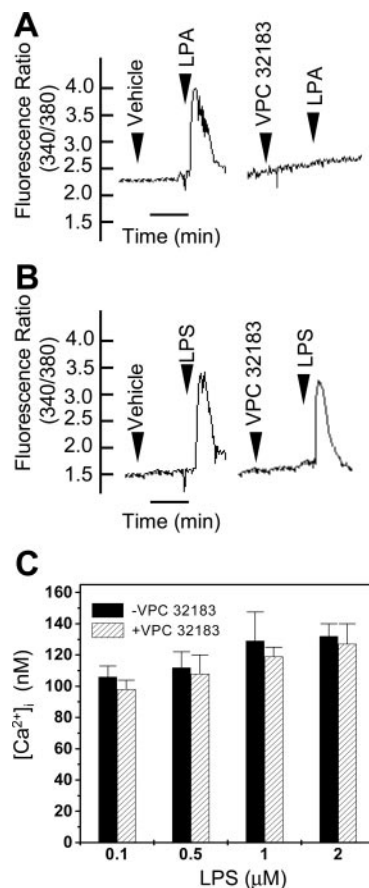 A
Fluorescence Ratio
(340/380)
4.0
3.5
3.0
2.5
2.0
1.5
Vehicle
LPA
VPC 32183
LPA
Time (min)
B
Fluorescence Ratio
(340/380)
4.0
3.5
3.0
2.5
2.0
1.5
Vehicle
LPS
VPC 32183
LPS
Time (min)
C
[Ca²⁺]ᵢ (nM)
160
140
120
100
80
60
40
20
0
-VPC 32183
+VPC 32183
0.1 0.5 1 2
LPS (μM)